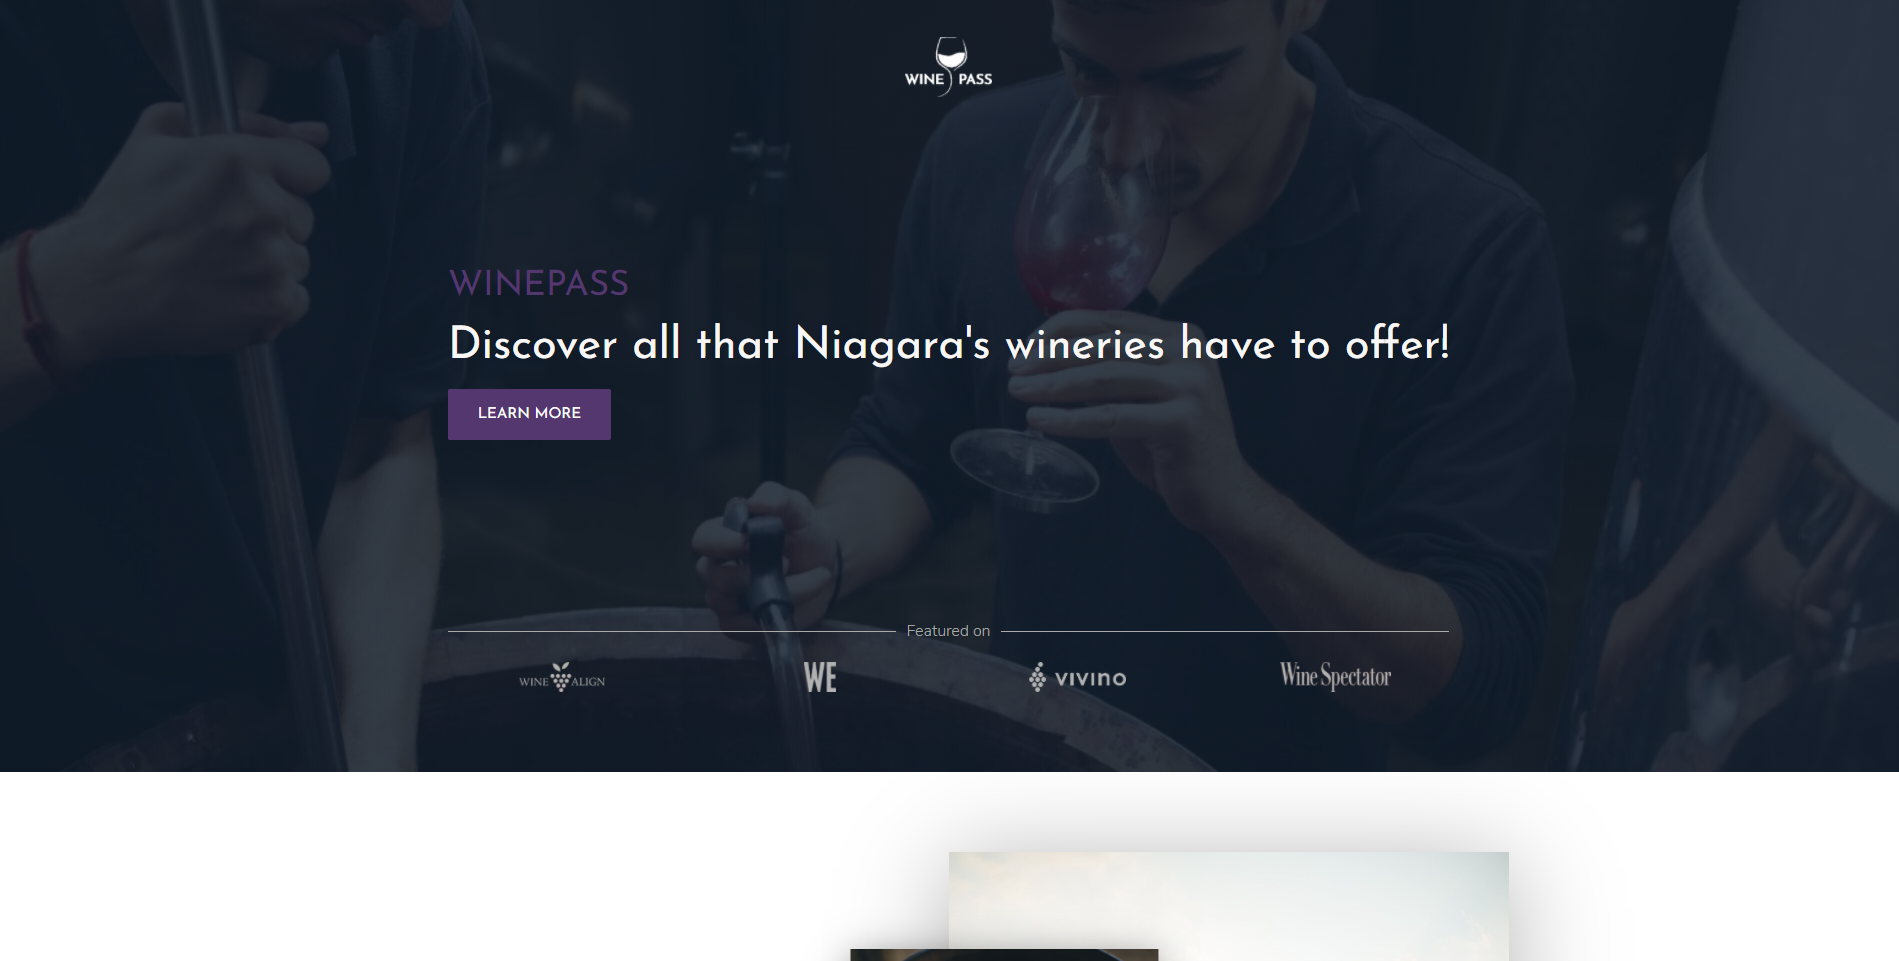 WINE PASS
WINEPASS
Discover all that Niagara's wineries have to offer!
LEARN MORE
Featured on
WINE ALIGN
WE
vivino
Wine Spectator